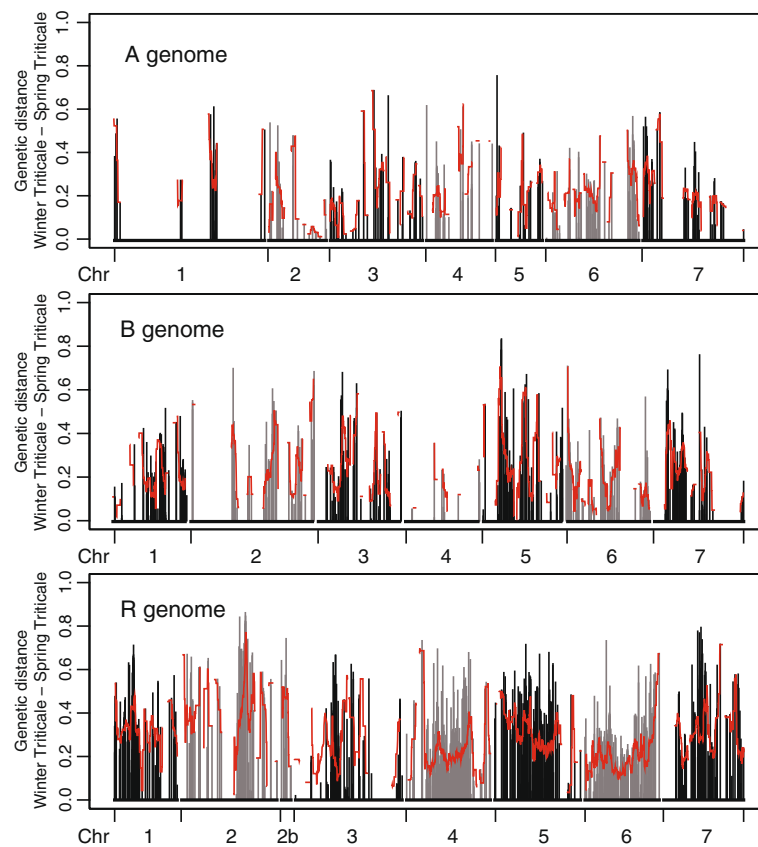 A genome
Genetic distance
Winter Triticale – Spring Triticale
1.0
0.8
0.6
0.4
0.2
0.0
Chr 1 2 3 4 5 6 7
B genome
Genetic distance
Winter Triticale – Spring Triticale
1.0
0.8
0.6
0.4
0.2
0.0
Chr 1 2 3 4 5 6 7
R genome
Genetic distance
Winter Triticale – Spring Triticale
1.0
0.8
0.6
0.4
0.2
0.0
Chr 1 2 2b 3 4 5 6 7